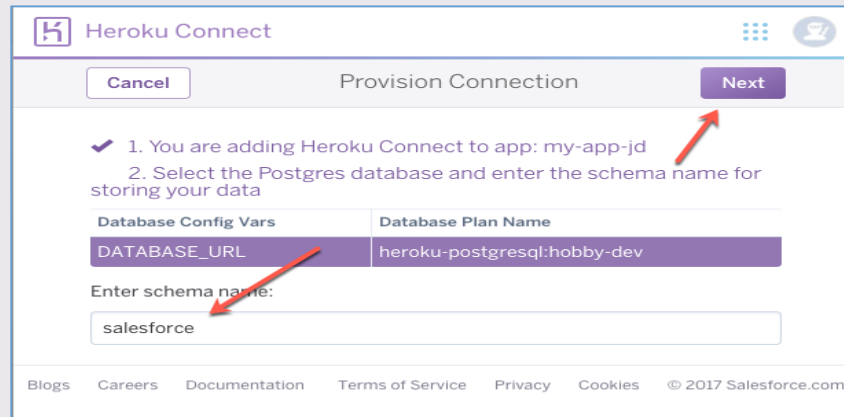 Heroku Connect
Cancel
Provision Connection
Next
1. You are adding Heroku Connect to app: my-app-jd
2. Select the Postgres database and enter the schema name for
storing your data
Database Config Vars Database Plan Name
DATABASE_URL heroku-postgresql:hobby-dev
Enter schema name:
salesforce
Blogs Careers Documentation Terms of Service Privacy Cookies © 2017 Salesforce.com